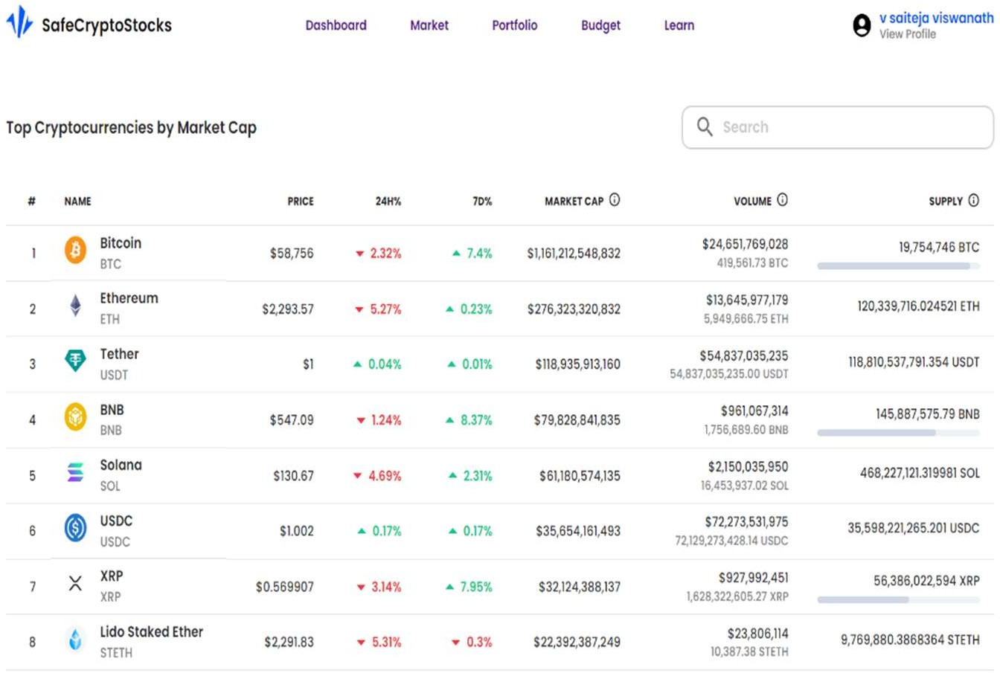 SafeCryptoStocks Dashboard Market Portfolio Budget Learn v saiteja viswanath
View Profile
Top Cryptocurrencies by Market Cap Search
# NAME PRICE 24H% 7D% MARKET CAP VOLUME SUPPLY
1 Bitcoin $58,756 2.32% 7.4% $1,161,212,548,832 $24,651,769,028 19,754,746 BTC
BTC 419,561.73 BTC
2 Ethereum $2,293.57 5.27% 0.23% $276,323,320,832 $13,645,977,179 120,339,716.024521 ETH
ETH 5,949,666.75 ETH
3 Tether $1 0.04% 0.01% $118,935,913,160 $54,837,035,235 118,810,537,791.354 USDT
USDT 54,837,035,235.00 USDT
4 BNB $547.09 1.24% 8.37% $79,828,841,835 $961,067,314 145,887,575.79 BNB
BNB 1,756,689.60 BNB
5 Solana $130.67 4.69% 2.31% $61,180,574,135 $2,150,035,950 468,227,121.319981 SOL
SOL 16,453,937.02 SOL
6 USDC $1.002 0.17% 0.17% $35,654,161,493 $72,273,531,975 35,598,221,265.201 USDC
USDC 72,129,273,428.14 USDC
7 XRP $0.569907 3.14% 7.95% $32,124,388,137 $927,992,451 56,386,022,594 XRP
XRP 1,628,322,605.27 XRP
8 Lido Staked Ether $2,291.83 5.31% 0.3% $22,392,387,249 $23,806,114 9,769,880.3868364 STETH
STETH 10,387.38 STETH